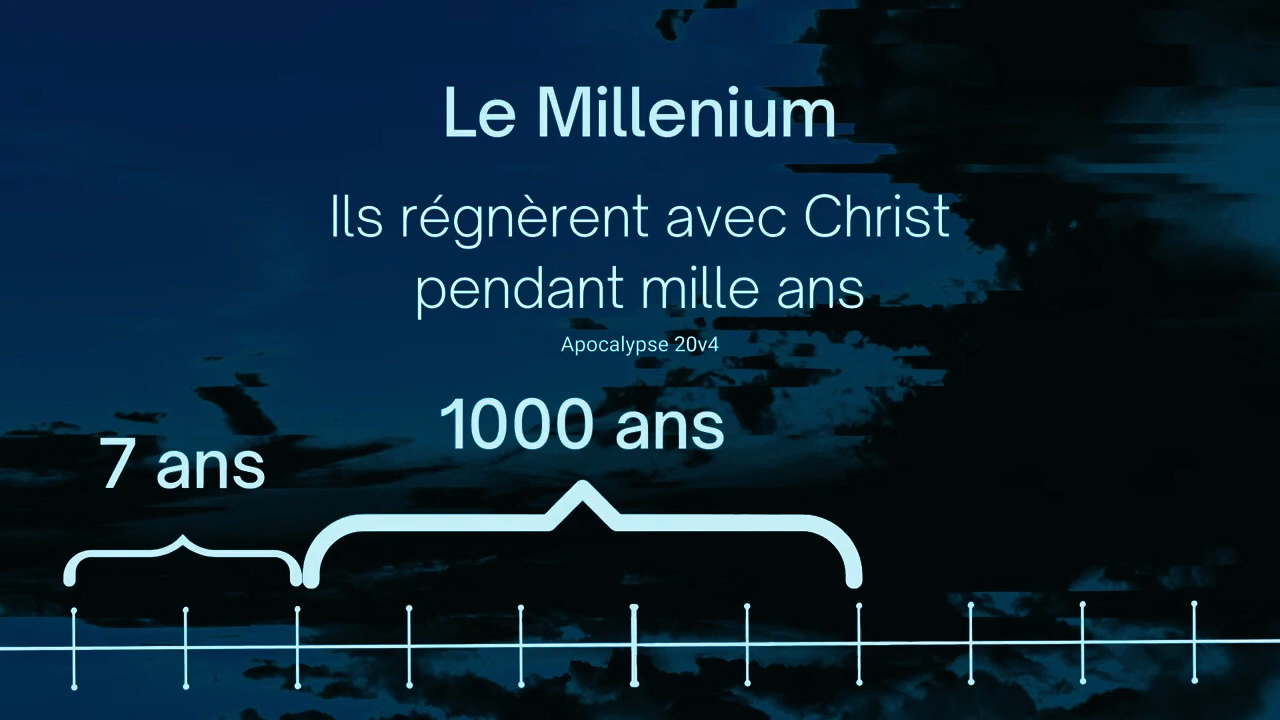 Le Millenium
Ils régnèrent avec Christ
pendant mille ans
Apocalypse 20v4
1000 ans
7 ans